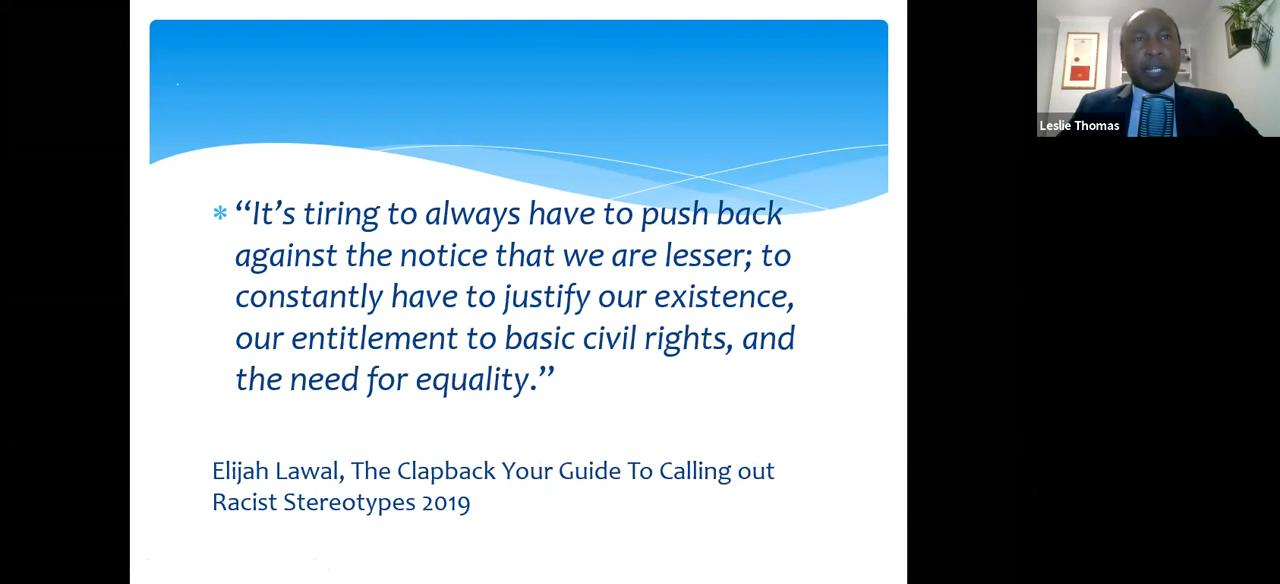 * “It’s tiring to always have to push back
against the notice that we are lesser; to
constantly have to justify our existence,
our entitlement to basic civil rights, and
the need for equality.”
Elijah Lawal, The Clapback Your Guide To Calling out
Racist Stereotypes 2019
Leslie Thomas